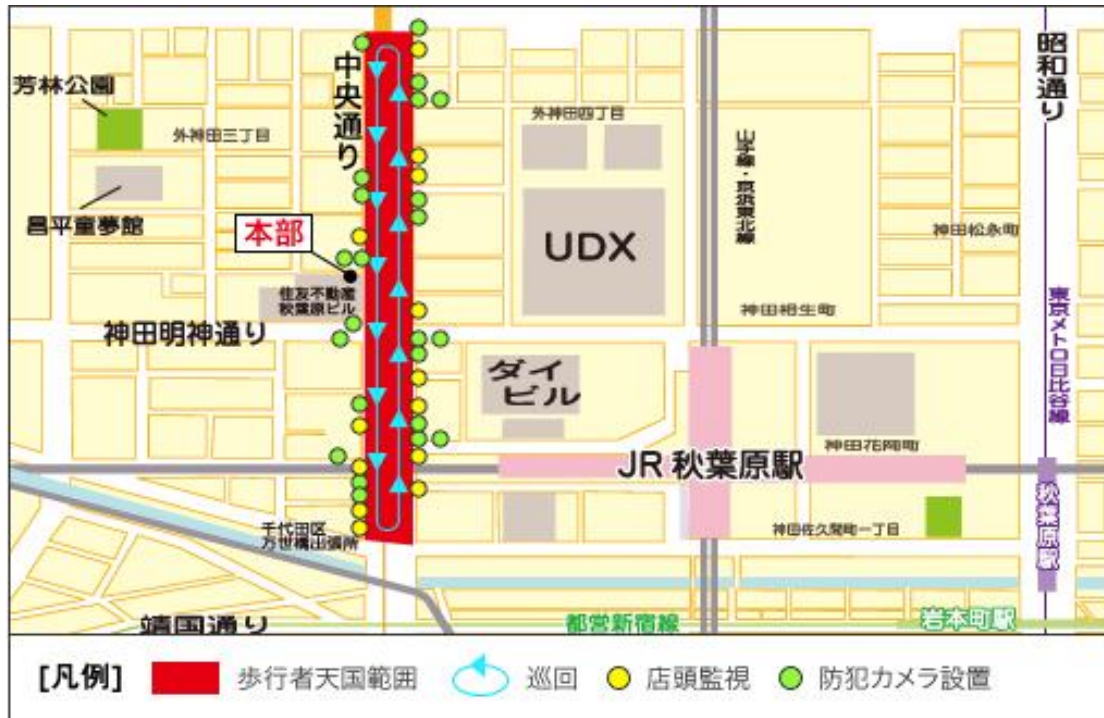 中央通り
昭和通り
芳林公園
外神田三丁目
外神田四丁目
山手線・京浜東北線
昌平童夢館
本部
UDX
神田松永町
住友不動産
秋葉原ビル
神田相生町
東京メトロ日比谷線
神田明神通り
ダイ
ビル
神田花岡町
JR 秋葉原駅
千代田区
万世橋出張所
神田佐久間町一丁目
秋葉原駅
靖国通り
都営新宿線
岩本町駅
[凡例]
歩行者天国範囲
巡回
店頭監視
防犯カメラ設置